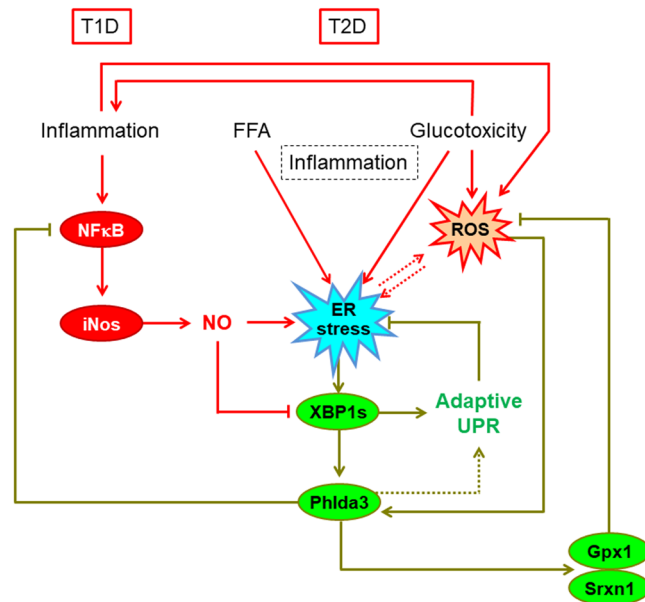 T1D
T2D
Inflammation
FFA
Glucotoxicity
Inflammation
NFκB
ROS
iNos
NO
ER
stress
XBP1s
Adaptive
UPR
Phlda3
Gpx1
Srxn1